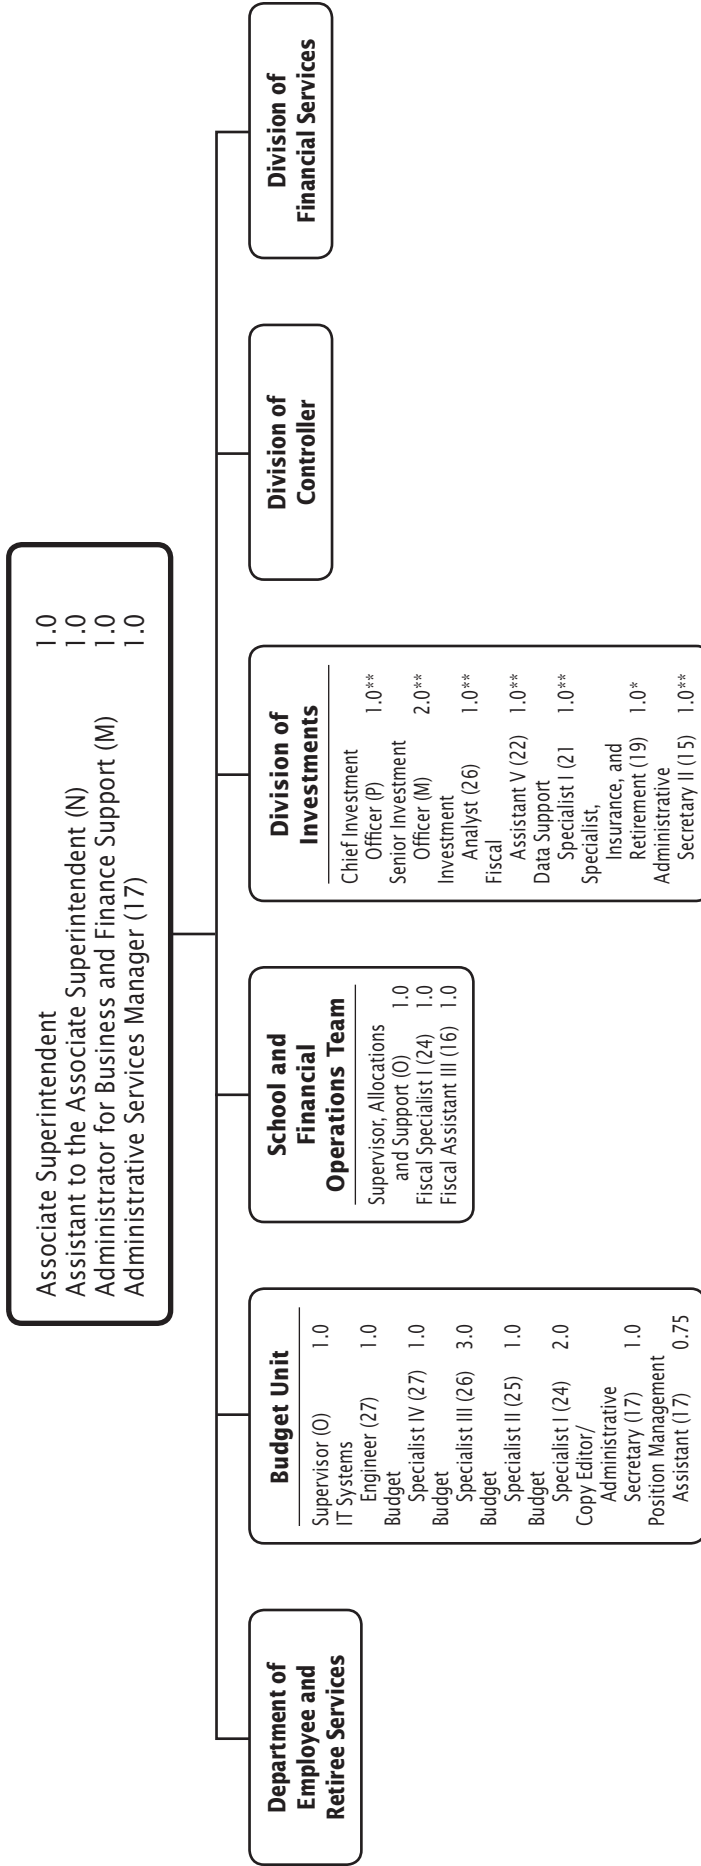 Associate Superintendent 1.0
Assistant to the Associate Superintendent (N) 1.0
Administrator for Business and Finance Support (M) 1.0
Administrative Services Manager (17) 1.0
Department of
Employee and
Retiree Services
Budget Unit
Supervisor (O) 1.0
IT Systems
Engineer (27) 1.0
Budget
Specialist IV (27) 1.0
Budget
Specialist III (26) 3.0
Budget
Specialist II (25) 1.0
Budget
Specialist I (24) 2.0
Copy Editor/
Administrative
Secretary (17) 1.0
Position Management
Assistant (17) 0.75
School and
Financial
Operations Team
Supervisor, Allocations
and Support (O) 1.0
Fiscal Specialist I (24) 1.0
Fiscal Assistant III (16) 1.0
Division of
Investments
Chief Investment
Officer (P) 1.0**
Senior Investment
Officer (M) 2.0**
Investment
Analyst (26) 1.0**
Fiscal
Assistant V (22) 1.0**
Data Support
Specialist I (21 1.0**
Specialist,
Insurance, and
Retirement (19) 1.0*
Administrative
Secretary II (15) 1.0**
Division of
Controller
Division of
Financial Services